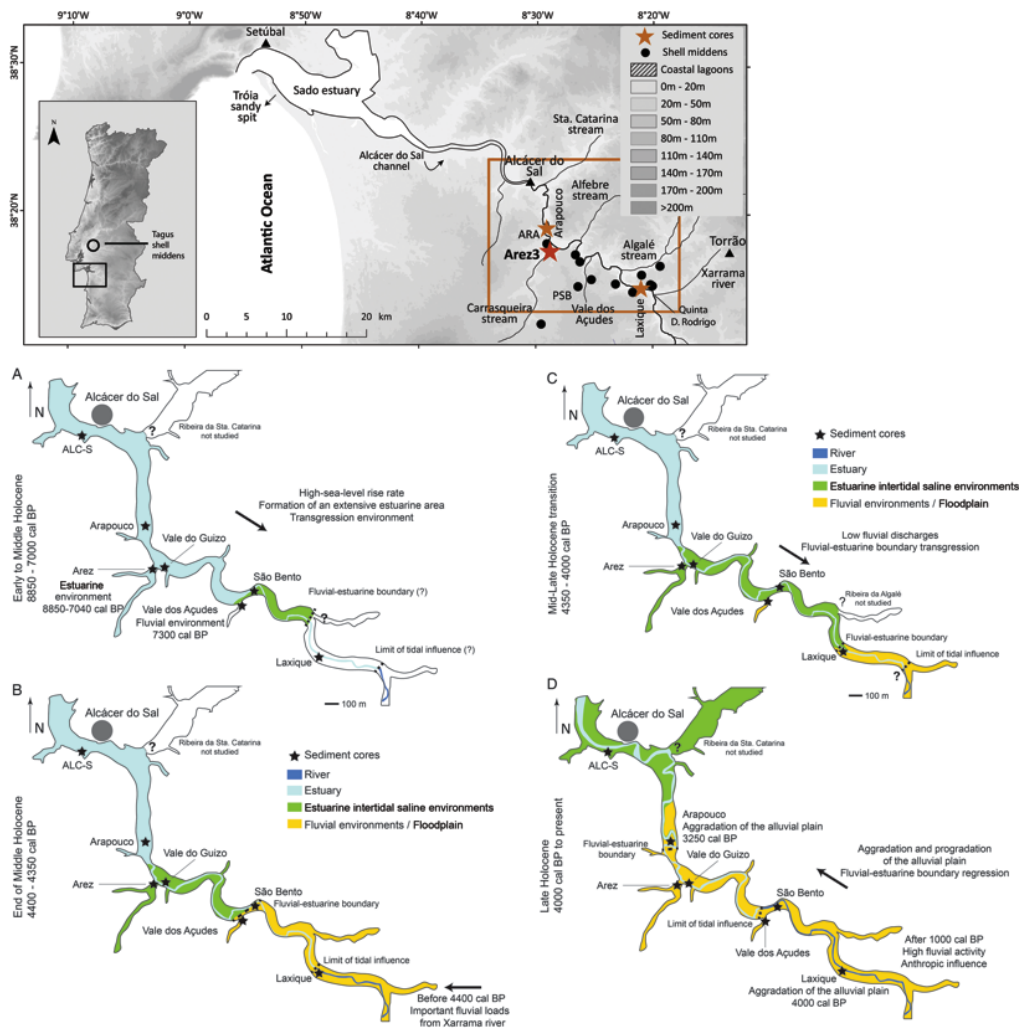 9°10'W
9°0'W
8°50'W
8°40'W
8°30'W
8°20'W
38°30'N
38°20'N
Setúbal
Sado estuary
Tróia
sandy
spit
Alcácer do Sal
channel
Atlantic Ocean
Sta. Catarina
stream
Alcácer do
Sal
Alfebre
stream
Arapouco
ARA
Arez3
Algalé
stream
Torrão
Xarrama
river
PSB
Vale dos
Açudes
Laxique
Quinta
D. Rodrigo
Carrasqueira
stream
0 5 10 20 km
N
Tagus
shell
middens
Sediment cores
Shell middens
Coastal lagoons
0m - 20m
20m - 50m
50m - 80m
80m - 110m
110m - 140m
140m - 170m
170m - 200m
>200m
A
N
Alcácer do Sal
?
Ribeira da Sta. Catarina
not studied
ALC-S
Early to Middle Holocene
8850 - 7000 cal BP
High-sea-level rise rate
Formation of an extensive estuarine area
Transgression environment
Arapouco
Vale do Guizo
Arez
São Bento
Estuarine
environment
8850-7040 cal BP
Vale dos Açudes
Fluvial environment
7300 cal BP
Fluvial-estuarine boundary (?)
?
Limit of tidal influence (?)
Laxique
100 m
B
N
Alcácer do Sal
?
Ribeira da Sta. Catarina
not studied
ALC-S
Sediment cores
River
Estuary
Estuarine intertidal saline environments
Fluvial environments / Floodplain
End of Middle Holocene
4400 - 4350 cal BP
Arapouco
Vale do Guizo
Arez
São Bento
Fluvial-estuarine boundary
Vale dos Açudes
Limit of tidal influence
Laxique
Before 4400 cal BP
Important fluvial loads
from Xarrama river
C
N
Alcácer do Sal
?
Ribeira da Sta. Catarina
not studied
ALC-S
Sediment cores
River
Estuary
Estuarine intertidal saline environments
Fluvial environments / Floodplain
Mid-Late Holocene transition
4350 - 4000 cal BP
Low fluvial discharges
Fluvial-estuarine boundary transgression
Arapouco
Vale do Guizo
Arez
São Bento
?
Ribeira da Algalé
not studied
Vale dos Açudes
Fluvial-estuarine boundary
Laxique
Limit of tidal influence
?
100 m
D
N
Alcácer do Sal
?
Ribeira da Sta. Catarina
not studied
ALC-S
Late Holocene
4000 cal BP to present
Arapouco
Aggradation of the alluvial plain
3250 cal BP
Fluvial-estuarine
boundary
Vale do Guizo
Aggradation and progradation
of the alluvial plain
Fluvial-estuarine boundary regression
Arez
São Bento
Limit of tidal influence
Vale dos Açudes
After 1000 cal BP
High fluvial activity
Anthropic influence
Laxique
Aggradation of the alluvial plain
4000 cal BP